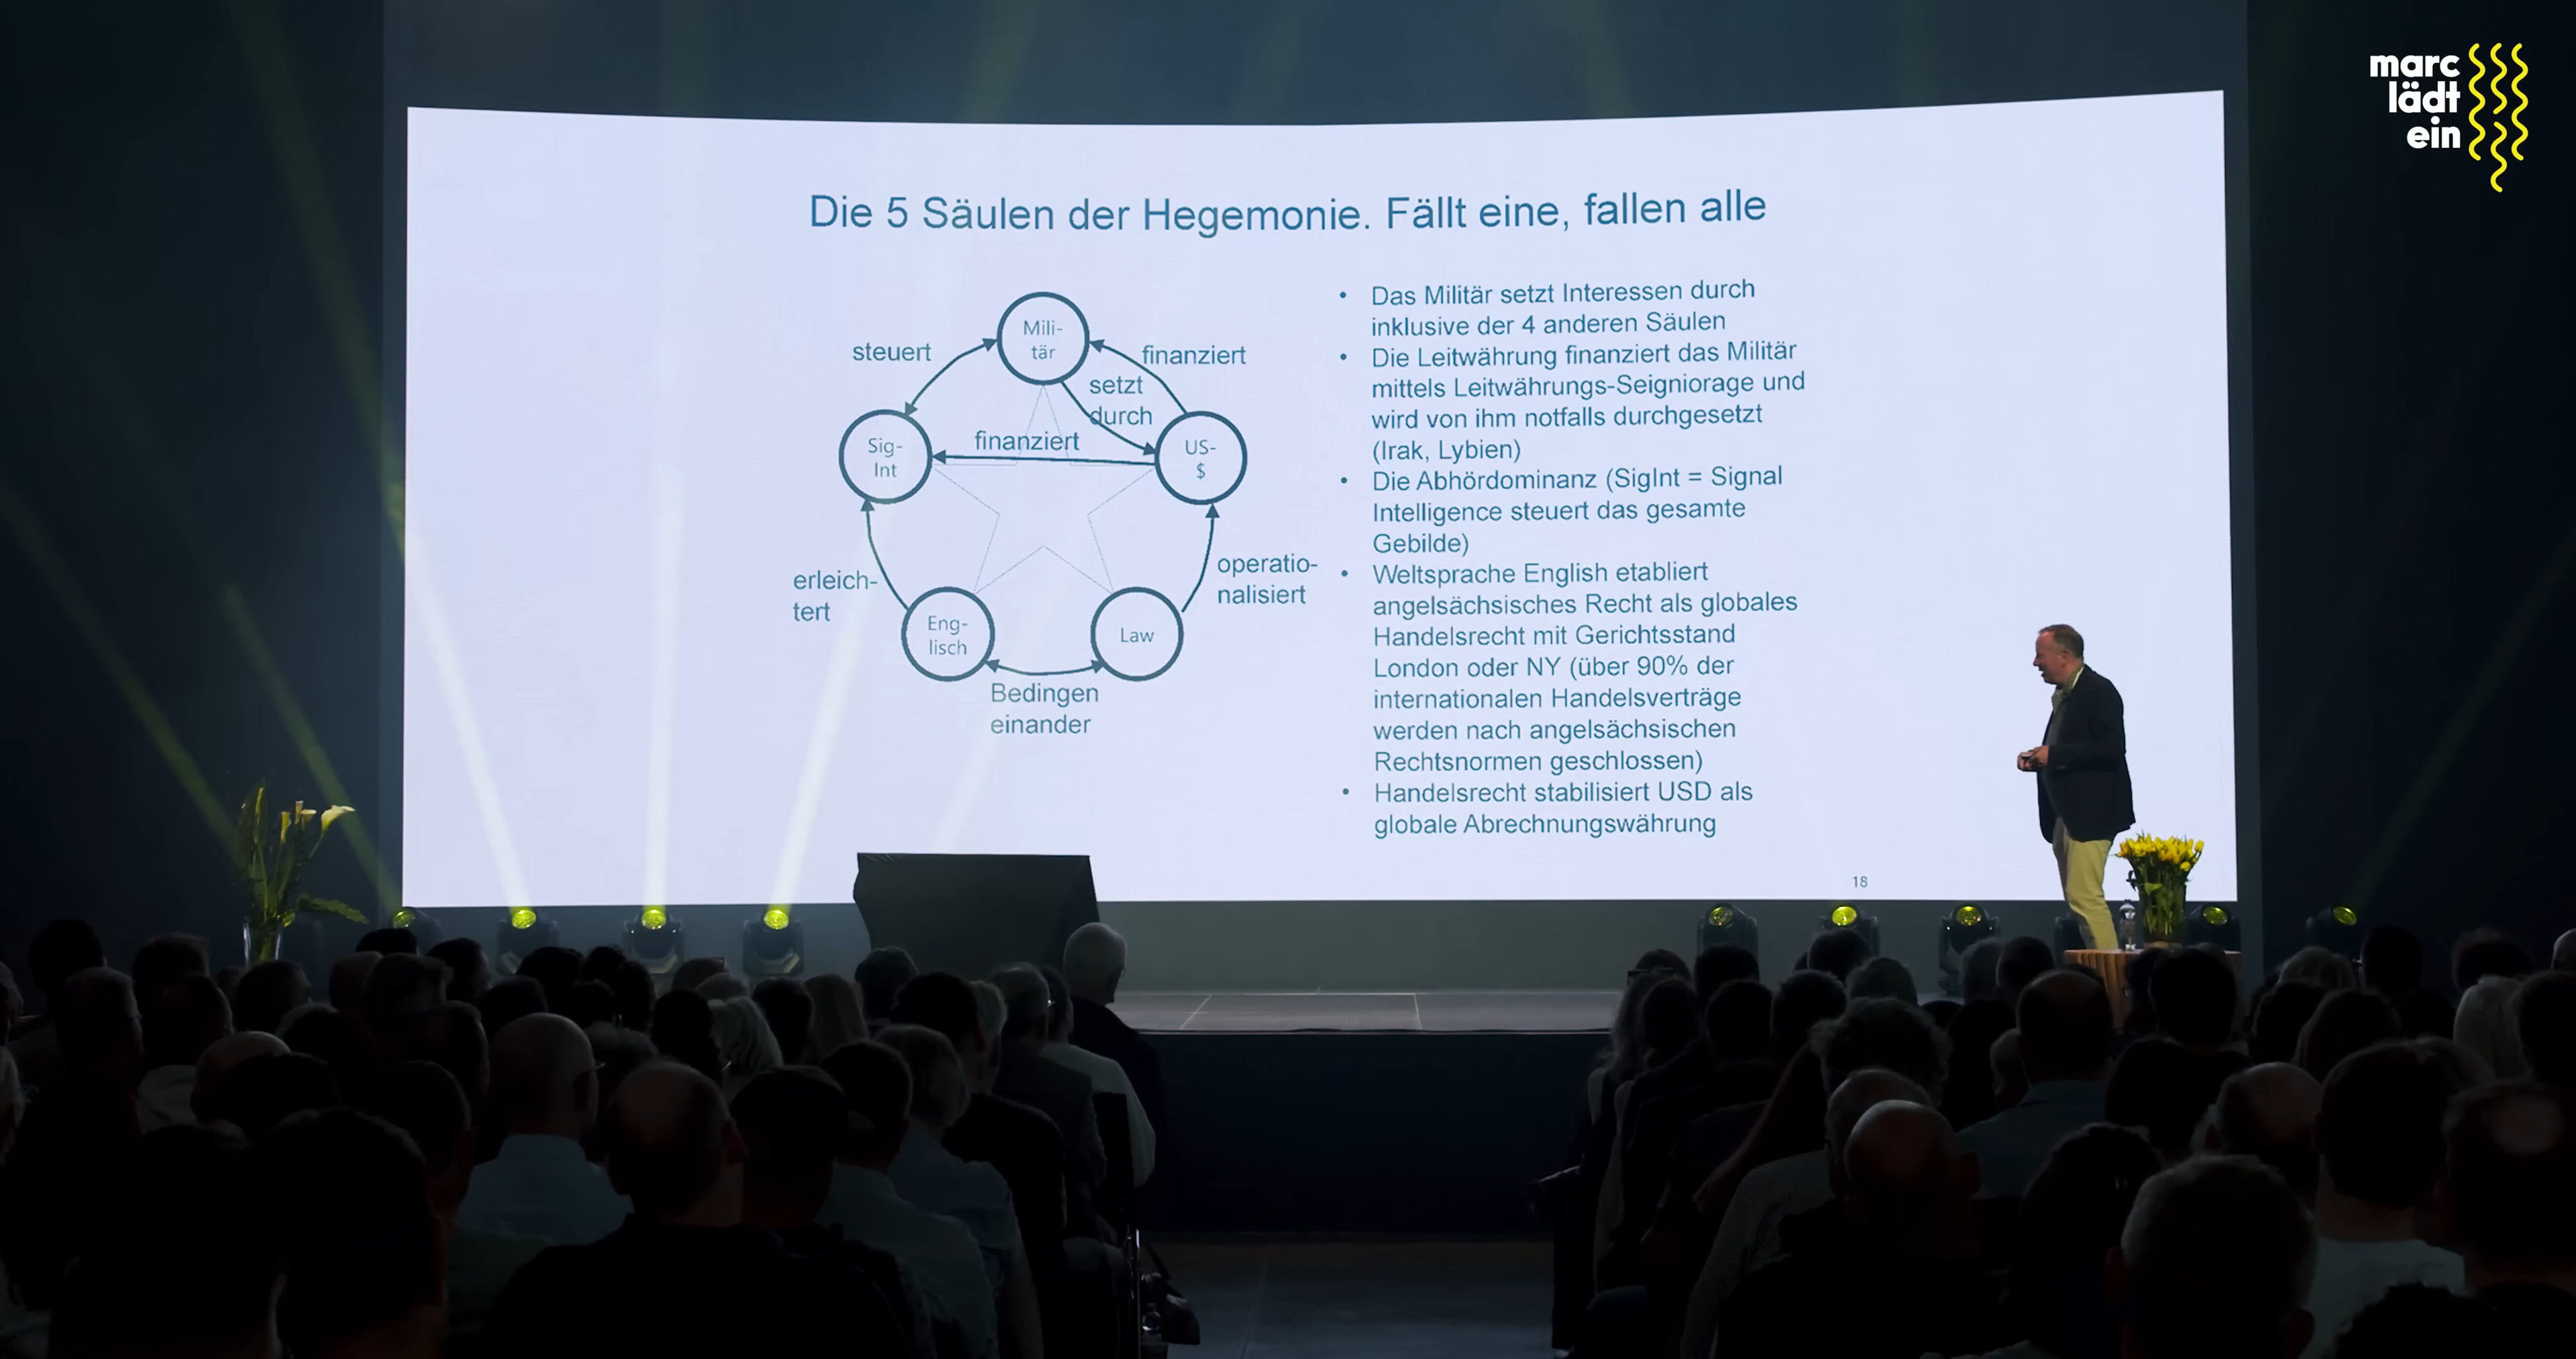 marc
lädt
ein
Die 5 Säulen der Hegemonie. Fällt eine, fallen alle
Mili-
tär
steuert
finanziert
setzt
durch
Sig-
Int
finanziert
US-
$
erleich-
tert
operatio-
nalisiert
Eng-
lisch
Law
Bedingen
einander
• Das Militär setzt Interessen durch
inklusive der 4 anderen Säulen
• Die Leitwährung finanziert das Militär
mittels Leitwährungs-Seigniorage und
wird von ihm notfalls durchgesetzt
(Irak, Lybien)
• Die Abhördominanz (SigInt = Signal
Intelligence steuert das gesamte
Gebilde)
• Weltsprache English etabliert
angelsächsisches Recht als globales
Handelsrecht mit Gerichtsstand
London oder NY (über 90% der
internationalen Handelsverträge
werden nach angelsächsischen
Rechtsnormen geschlossen)
• Handelsrecht stabilisiert USD als
globale Abrechnungswährung
18